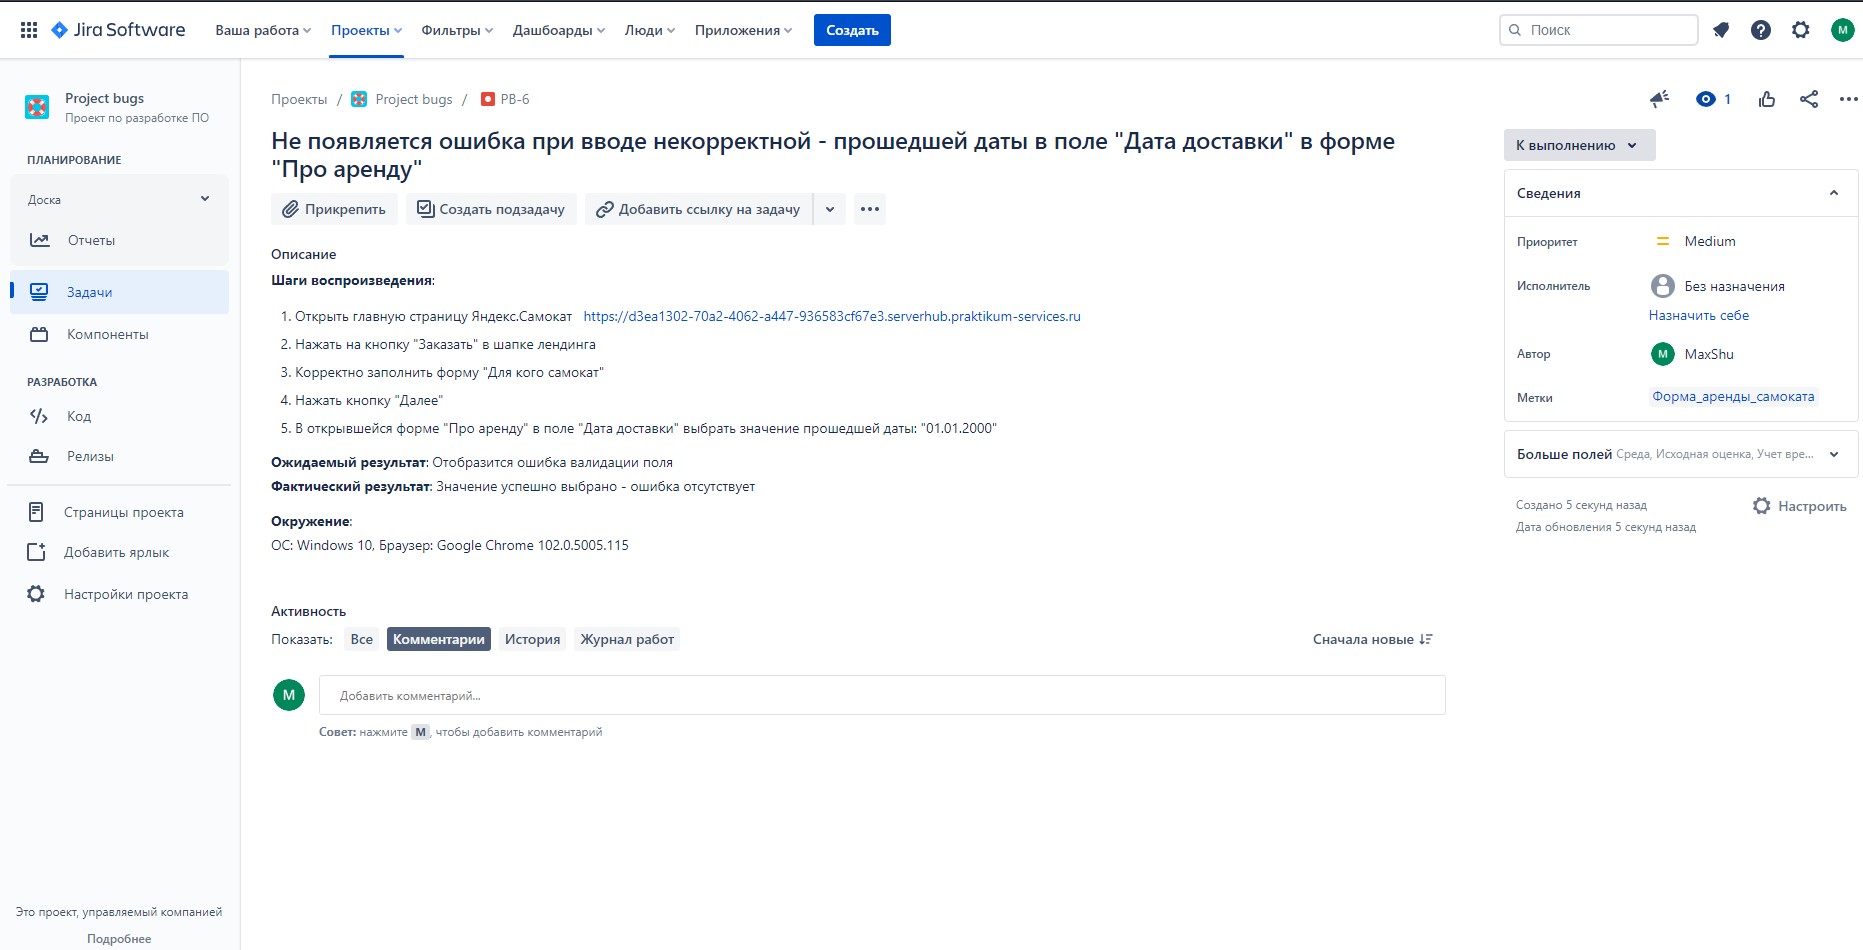 Jira Software
Ваша работа
Проекты
Фильтры
Дашборды
Люди
Приложения
Создать
Поиск
M
Project bugs
Проект по разработке ПО
ПЛАНИРОВАНИЕ
Доска
Отчеты
Задачи
Компоненты
РАЗРАБОТКА
Код
Релизы
Страницы проекта
Добавить ярлык
Настройки проекта
Это проект, управляемый компанией
Подробнее
Проекты / Project bugs / PB-6
1
Не появляется ошибка при вводе некорректной - прошедшей даты в поле "Дата доставки" в форме
"Про аренду"
Прикрепить
Создать подзадачу
Добавить ссылку на задачу
Описание
Шаги воспроизведения:
1. Открыть главную страницу Яндекс.Самокат https://d3ea1302-70a2-4062-a447-936583cf67e3.serverhub.praktikum-services.ru
2. Нажать на кнопку "Заказать" в шапке лендинга
3. Корректно заполнить форму "Для кого самокат"
4. Нажать кнопку "Далее"
5. В открывшейся форме "Про аренду" в поле "Дата доставки" выбрать значение прошедшей даты: "01.01.2000"
Ожидаемый результат: Отобразится ошибка валидации поля
Фактический результат: Значение успешно выбрано - ошибка отсутствует
Окружение:
ОС: Windows 10, Браузер: Google Chrome 102.0.5005.115
Активность
Показать: Все Комментарии История Журнал работ
Сначала новые
M
Добавить комментарий...
Совет: нажмите M, чтобы добавить комментарий
К выполнению
Сведения
Приоритет
Medium
Исполнитель
Без назначения
Назначить себе
Автор
M MaxShu
Метки
Форма_аренды_самоката
Больше полей Среда, Исходная оценка, Учет вре...
Создано 5 секунд назад
Дата обновления 5 секунд назад
Настроить